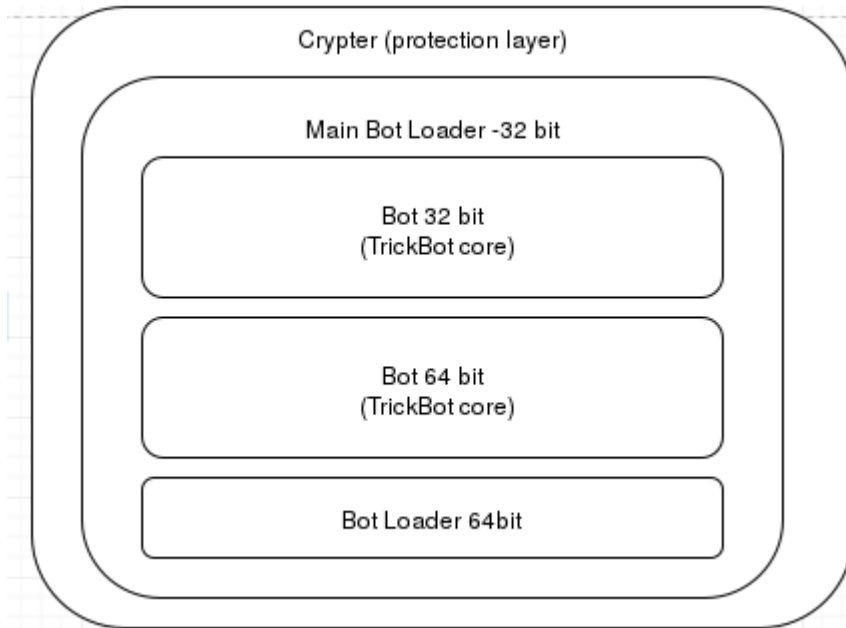 Crypter (protection layer)
Main Bot Loader -32 bit
Bot 32 bit
(TrickBot core)
Bot 64 bit
(TrickBot core)
Bot Loader 64bit